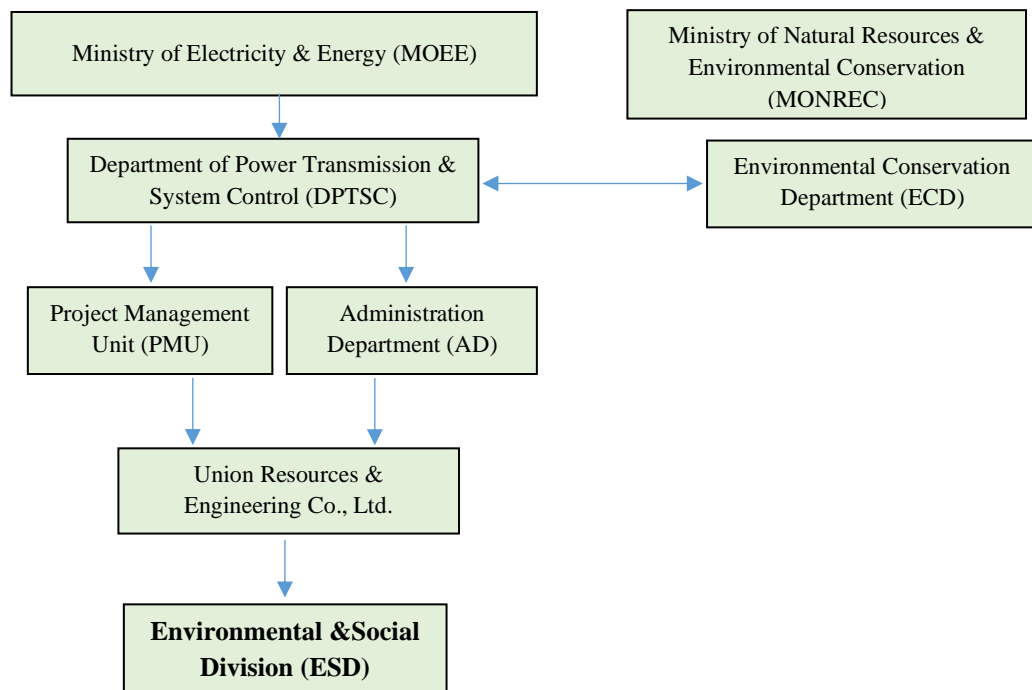 Ministry of Electricity & Energy (MOEE)
Ministry of Natural Resources &
Environmental Conservation
(MONREC)
Department of Power Transmission &
System Control (DPTSC)
Environmental Conservation
Department (ECD)
Project Management
Unit (PMU)
Administration
Department (AD)
Union Resources &
Engineering Co., Ltd.
Environmental &Social
Division (ESD)